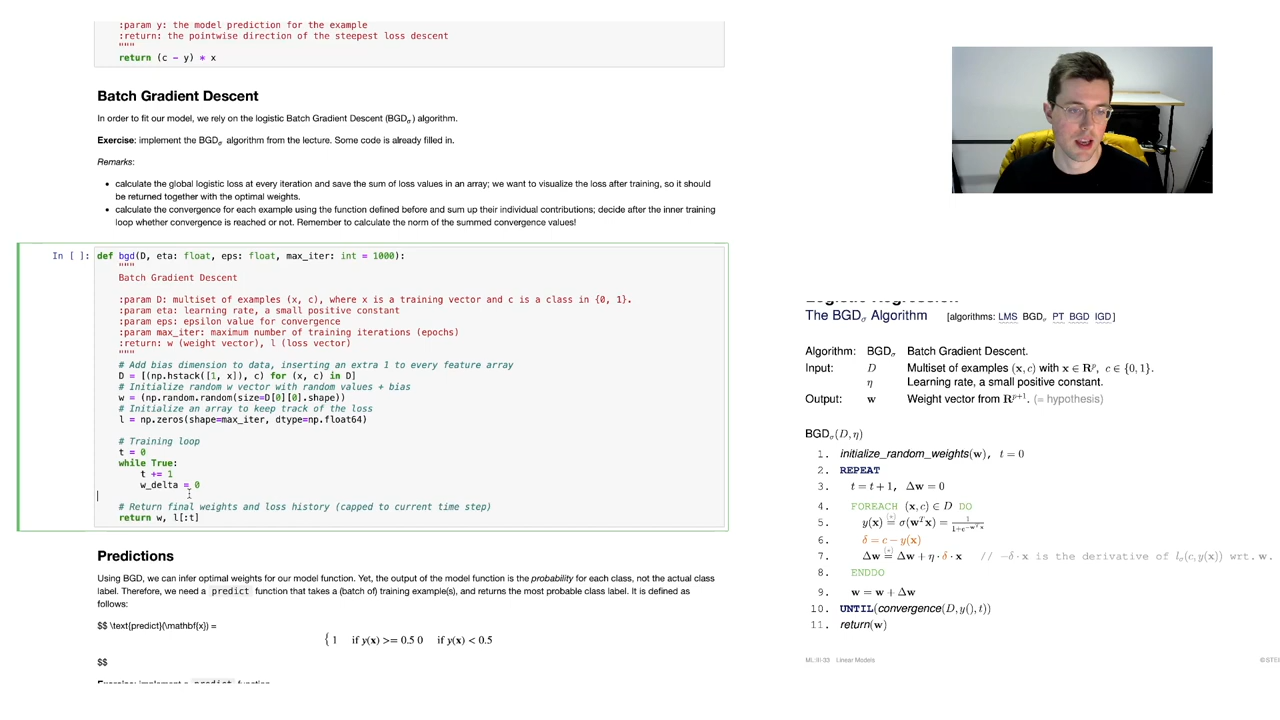 :param y: the model prediction for the example
:return: the pointwise direction of the steepest loss descent
"""
return (c - y) * x
Batch Gradient Descent
In order to fit our model, we rely on the logistic Batch Gradient Descent (BGDσ) algorithm.
Exercise: implement the BGDσ algorithm from the lecture. Some code is already filled in.
Remarks:
• calculate the global logistic loss at every iteration and save the sum of loss values in an array; we want to visualize the loss after training, so it should
be returned together with the optimal weights.
• calculate the convergence for each example using the function defined before and sum up their individual contributions; decide after the inner training
loop whether convergence is reached or not. Remember to calculate the norm of the summed convergence values!
In [ ]: def bgd(D, eta: float, eps: float, max_iter: int = 1000):
"""
Batch Gradient Descent
:param D: multiset of examples (x, c), where x is a training vector and c is a class in {0, 1}.
:param eta: learning rate, a small positive constant
:param eps: epsilon value for convergence
:param max_iter: maximum number of training iterations (epochs)
:return: w (weight vector), l (loss vector)
"""
# Add bias dimension to data, inserting an extra 1 to every feature array
D = [(np.hstack([1, x]), c) for (x, c) in D]
# Initialize random w vector with random values + bias
w = (np.random.random(size=D[0][0].shape))
# Initialize an array to keep track of the loss
l = np.zeros(shape=max_iter, dtype=np.float64)
# Training loop
t = 0
while True:
t += 1
w_delta = 0
# Return final weights and loss history (capped to current time step)
return w, l[:t]
Predictions
Using BGD, we can infer optimal weights for our model function. Yet, the output of the model function is the probability for each class, not the actual class
label. Therefore, we need a predict function that takes a (batch of) training example(s), and returns the most probable class label. It is defined as
follows:
$$ \text{predict}(\mathbf{x}) =
{ 1 if y(x) >= 0.5 0 if y(x) < 0.5
$$
Exercise: implement a predict function
Logistic Regression
The BGDσ Algorithm [algorithms: LMS BGDσ PT BGD IGD]
Algorithm: BGDσ Batch Gradient Descent.
Input: D Multiset of examples (x, c) with x ∈ R^p, c ∈ {0, 1}.
η Learning rate, a small positive constant.
Output: w Weight vector from R^{p+1}. (= hypothesis)
BGDσ(D, η)
1. initialize_random_weights(w), t = 0
2. REPEAT
3. t = t + 1, Δw = 0
4. FOREACH (x, c) ∈ D DO
5. y(x) (⋆)= σ(w^T x) = 1/(1+e^{−w^T x})
6. δ = c − y(x)
7. Δw (⋆)= Δw + η · δ · x // −δ · x is the derivative of lσ(c, y(x)) wrt. w.
8. ENDDO
9. w = w + Δw
10. UNTIL(convergence(D, y(), t))
11. return(w)
ML:III-33 Linear Models